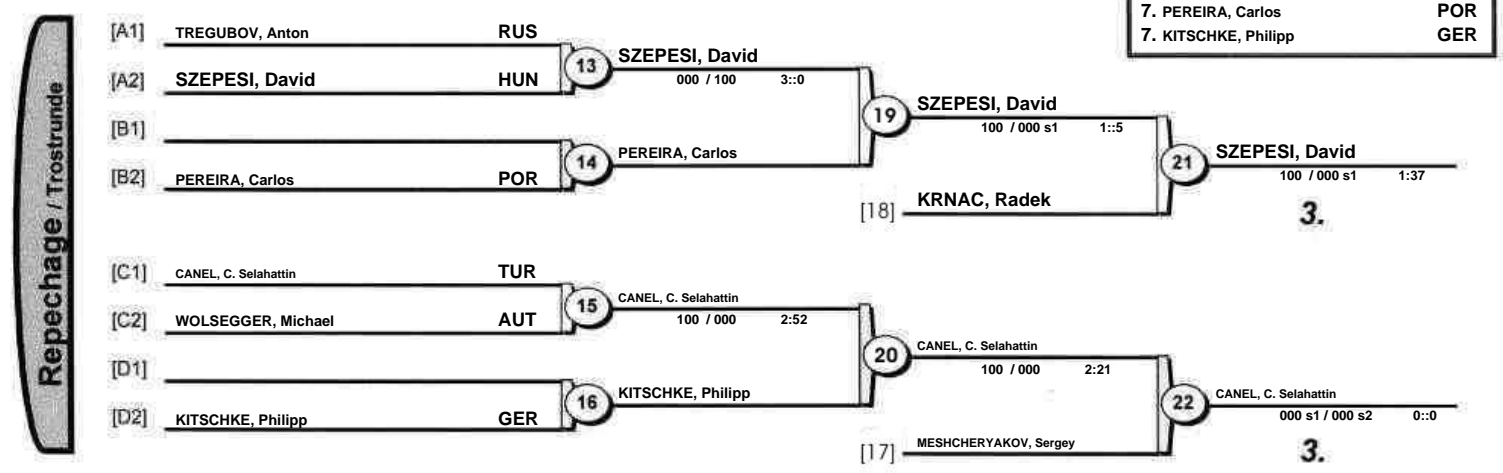 7. PEREIRA, Carlos POR
7. KITSCHKE, Philipp GER
Repechage / Trostrunde
[A1] TREGUBOV, Anton RUS
[A2] SZEPESI, David HUN
13 SZEPESI, David
000 / 100 3::0
[B1]
[B2] PEREIRA, Carlos POR
14 PEREIRA, Carlos
19 SZEPESI, David
100 / 000 s1 1::5
[18] KRNAC, Radek
21 SZEPESI, David
100 / 000 s1 1:37
3.
[C1] CANEL, C. Selahattin TUR
[C2] WOLSEGGER, Michael AUT
15 CANEL, C. Selahattin
100 / 000 2:52
[D1]
[D2] KITSCHKE, Philipp GER
16 KITSCHKE, Philipp
20 CANEL, C. Selahattin
100 / 000 2:21
[17] MESHCHERYAKOV, Sergey
22 CANEL, C. Selahattin
000 s1 / 000 s2 0::0
3.